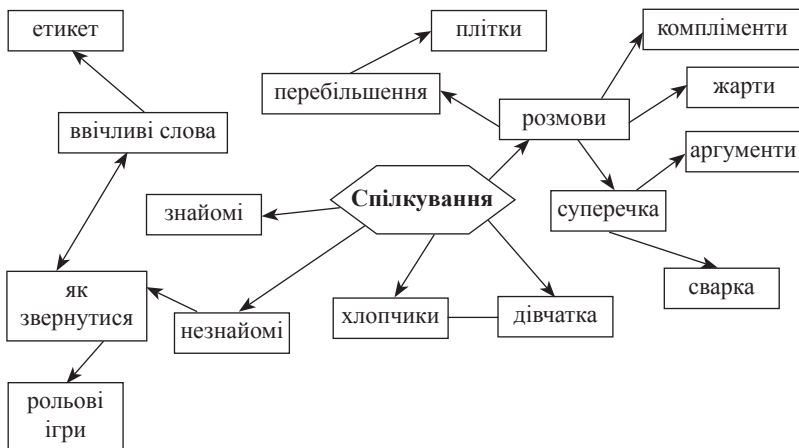 етикет
плітки
компліменти
перебільшення
жарти
розмови
ввічливі слова
аргументи
Спілкування
знайомі
суперечка
як
звернутися
сварка
незнайомі
хлопчики
дівчатка
рольові
ігри